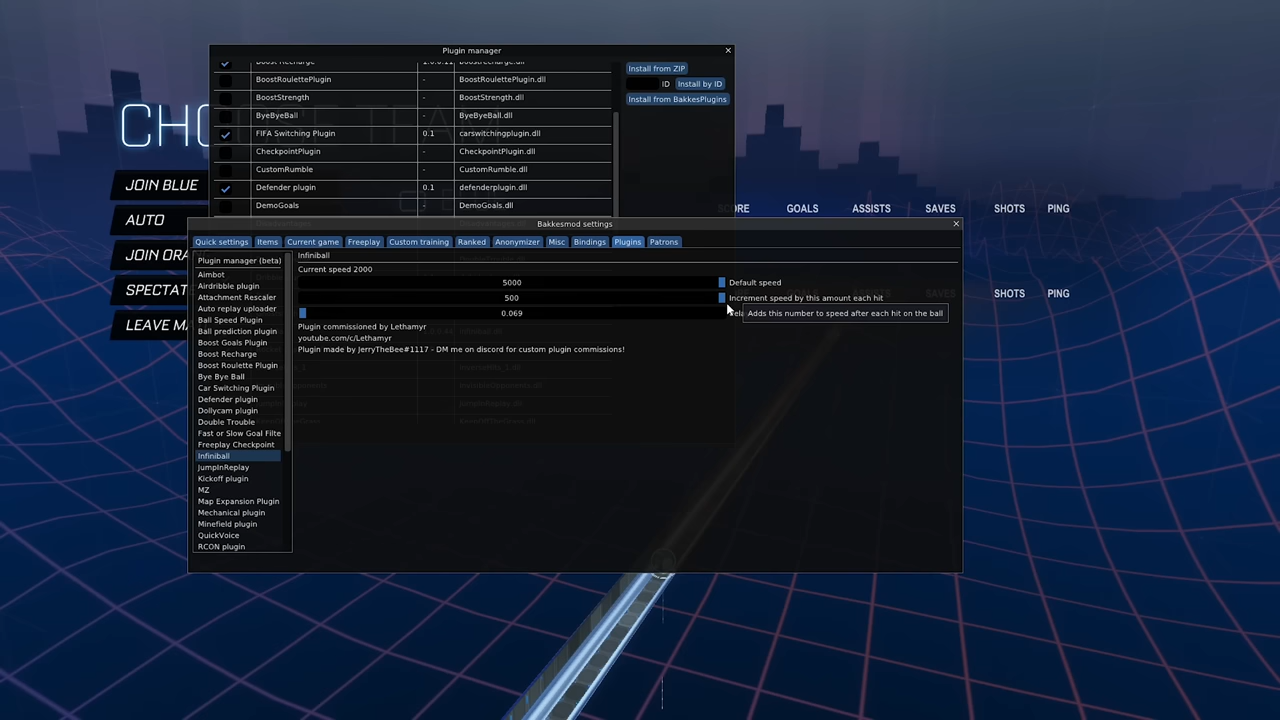 Plugin manager
Boost Recharge 1.0.0.11 BoostRecharge.dll
BoostRoulettePlugin - BoostRoulettePlugin.dll
BoostStrength - BoostStrength.dll
ByeByeBall - ByeByeBall.dll
FIFA Switching Plugin 0.1 carswitchingplugin.dll
CheckpointPlugin - CheckpointPlugin.dll
CustomRumble - CustomRumble.dll
Defender plugin 0.1 defenderplugin.dll
DemoGoals - DemoGoals.dll
Install from ZIP
ID Install by ID
Install from BakkesPlugins
JOIN BLUE
AUTO
GOALS ASSISTS SAVES SHOTS PING
SHOTS PING
Bakkesmod settings
Quick settings Items Current game Freeplay Custom training Ranked Anonymizer Misc Bindings Plugins Patrons
Plugin manager (beta)
Aimbot
Airdribble plugin
Attachment Rescaler
Auto replay uploader
Ball Speed Plugin
Ball prediction plugin
Boost Goals Plugin
Boost Recharge
Boost Roulette Plugin
Bye Bye Ball
Car Switching Plugin
Defender plugin
Dollycam plugin
Double Trouble
Fast or Slow Goal Filte
Freeplay Checkpoint
Infiniball
JumpInReplay
Kickoff plugin
MZ
Map Expansion Plugin
Mechanical plugin
Minefield plugin
QuickVoice
RCON plugin
Infiniball
Current speed 2000
5000 Default speed
500 Increment speed by this amount each hit
0.069
Adds this number to speed after each hit on the ball
Plugin commissioned by Lethamyr
youtube.com/c/Lethamyr
Plugin made by JerryTheBee#1117 - DM me on discord for custom plugin commissions!